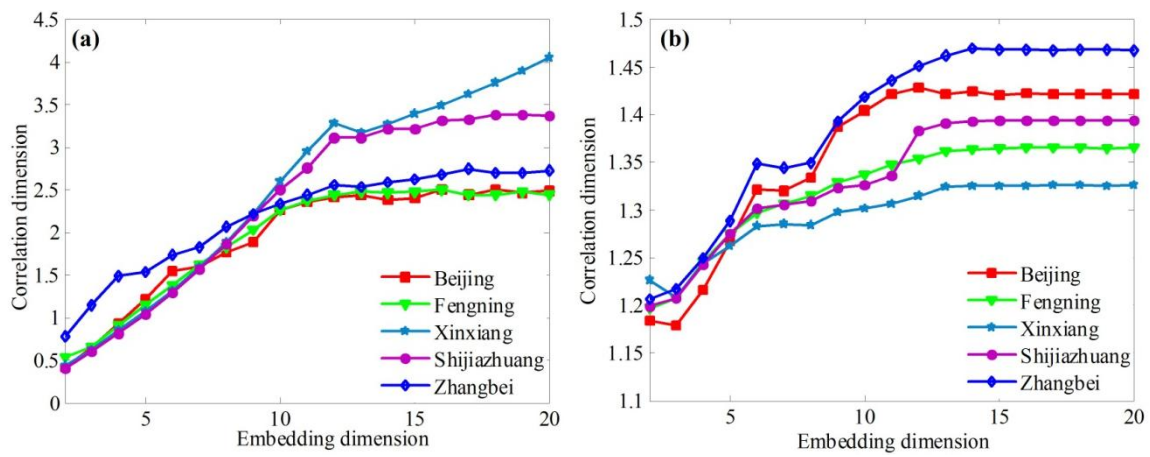 (a)
Correlation dimension
4.5
4
3.5
3
2.5
2
1.5
1
0.5
0
5
10
15
20
Embedding dimension
Beijing
Fengning
Xinxiang
Shijiazhuang
Zhangbei
(b)
Correlation dimension
1.5
1.45
1.4
1.35
1.3
1.25
1.2
1.15
1.1
5
10
15
20
Embedding dimension
Beijing
Fengning
Xinxiang
Shijiazhuang
Zhangbei